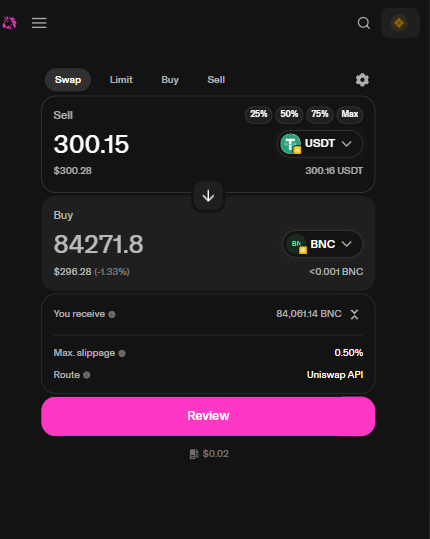 Swap Limit Buy Sell
Sell 25% 50% 75% Max
300.15 USDT
$300.28 300.16 USDT
Buy
84271.8 BN BNC
$296.28 (-1.33%) <0.001 BNC
You receive 84,061.14 BNC
Max. slippage 0.50%
Route Uniswap API
Review
$0.02